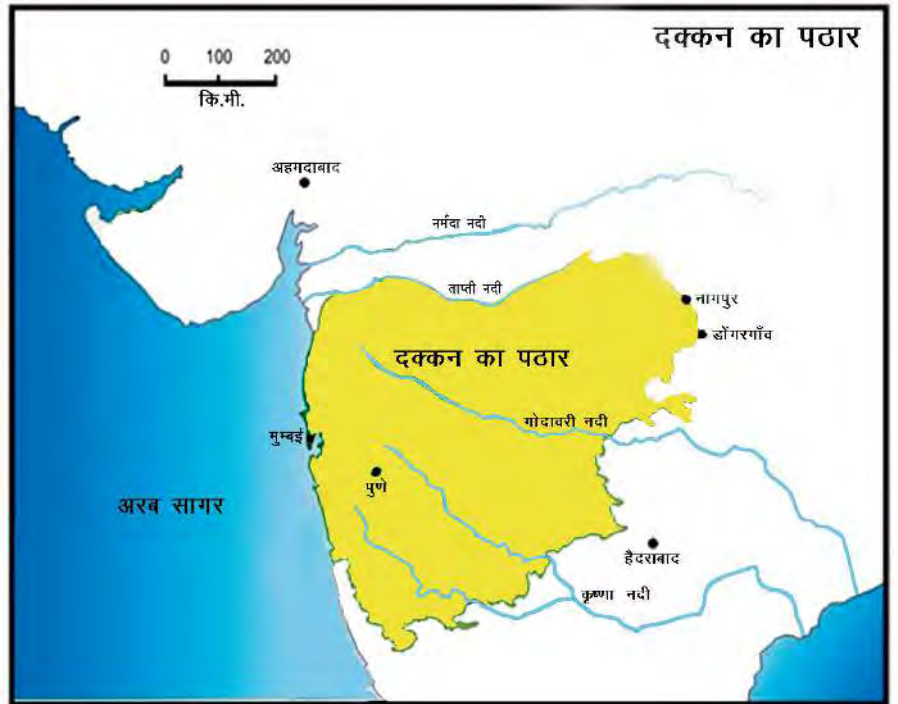 दक्कन का पठार
0 100 200
कि.मी.
अहमदाबाद
नर्मदा नदी
ताप्ती नदी
नागपुर
डोंगरगाँव
दक्कन का पठार
गोदावरी नदी
मुम्बई
पुणे
अरब सागर
हैदराबाद
कृष्णा नदी